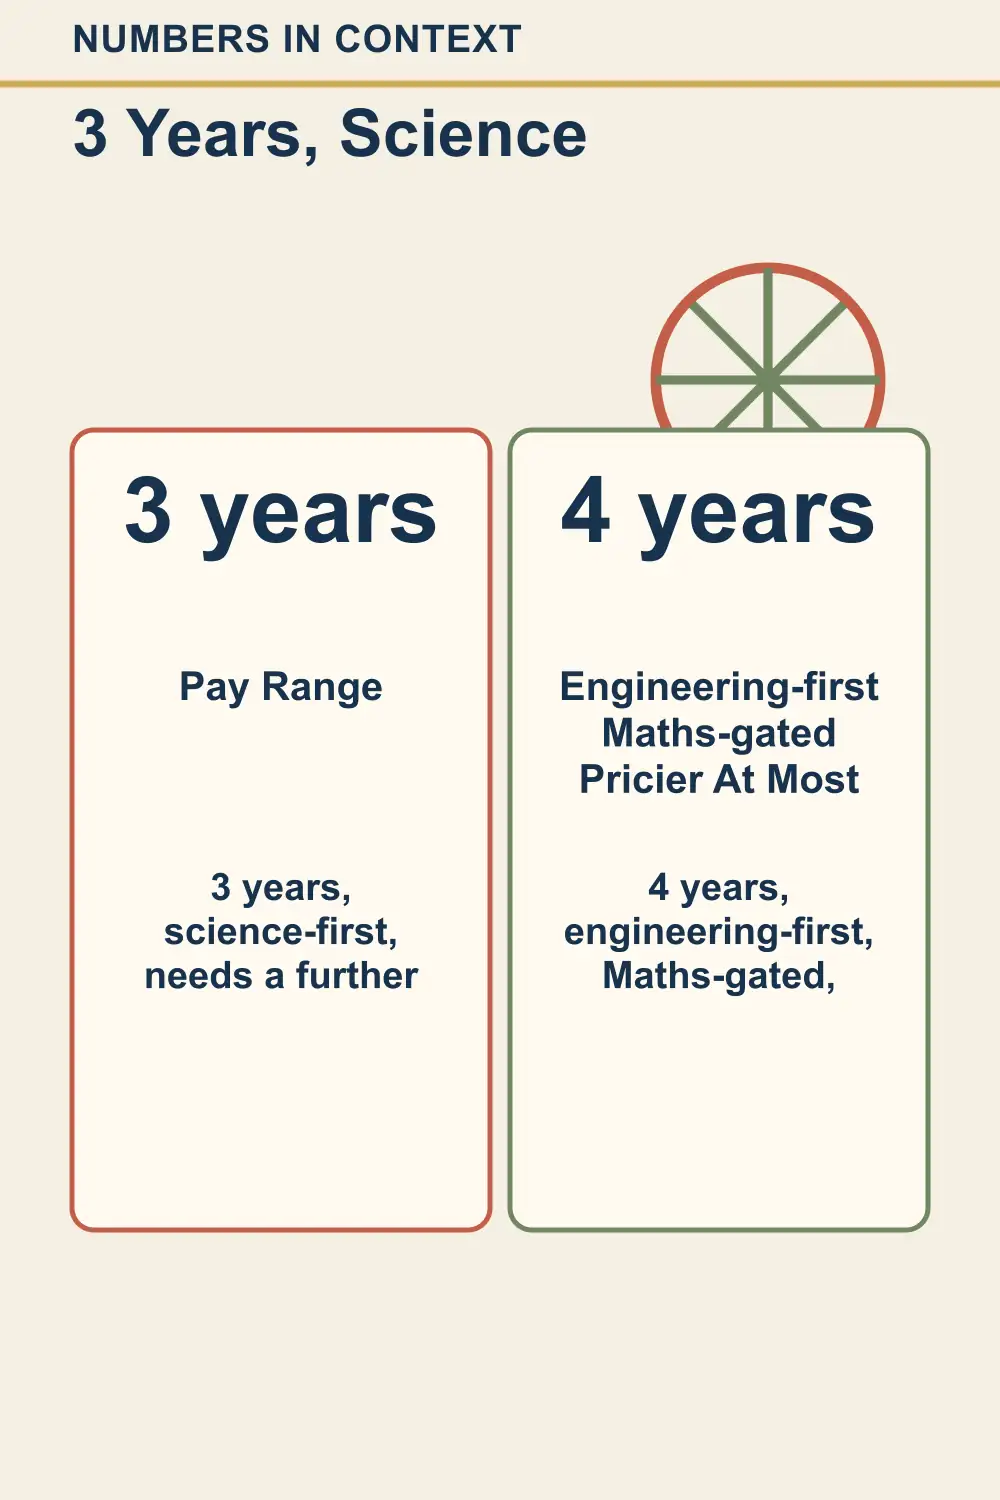 NUMBERS IN CONTEXT
3 Years, Science
3 years
Pay Range
3 years,
science-first,
needs a further
4 years
Engineering-first
Maths-gated
Pricier At Most
4 years,
engineering-first,
Maths-gated,